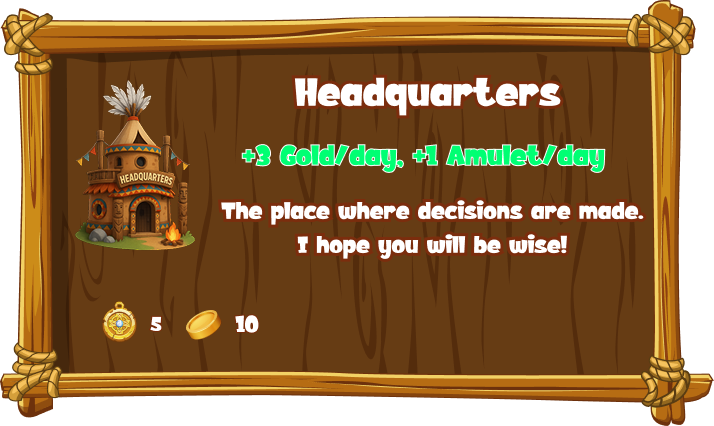 Headquarters
+3 Gold/day, +1 Amulet/day
HEADQUARTERS
The place where decisions are made.
I hope you will be wise!
5 10